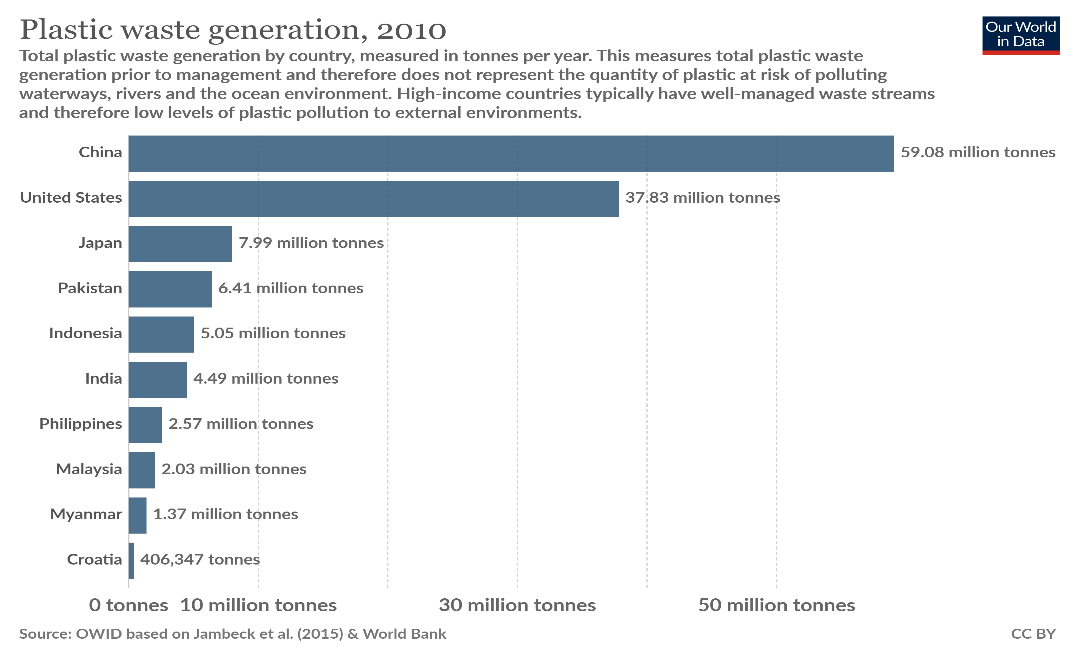 Plastic waste generation, 2010
Our World
in Data
Total plastic waste generation by country, measured in tonnes per year. This measures total plastic waste
generation prior to management and therefore does not represent the quantity of plastic at risk of polluting
waterways, rivers and the ocean environment. High-income countries typically have well-managed waste streams
and therefore low levels of plastic pollution to external environments.
China 59.08 million tonnes
United States 37.83 million tonnes
Japan 7.99 million tonnes
Pakistan 6.41 million tonnes
Indonesia 5.05 million tonnes
India 4.49 million tonnes
Philippines 2.57 million tonnes
Malaysia 2.03 million tonnes
Myanmar 1.37 million tonnes
Croatia 406,347 tonnes
0 tonnes 10 million tonnes 30 million tonnes 50 million tonnes
Source: OWID based on Jambeck et al. (2015) & World Bank CC BY